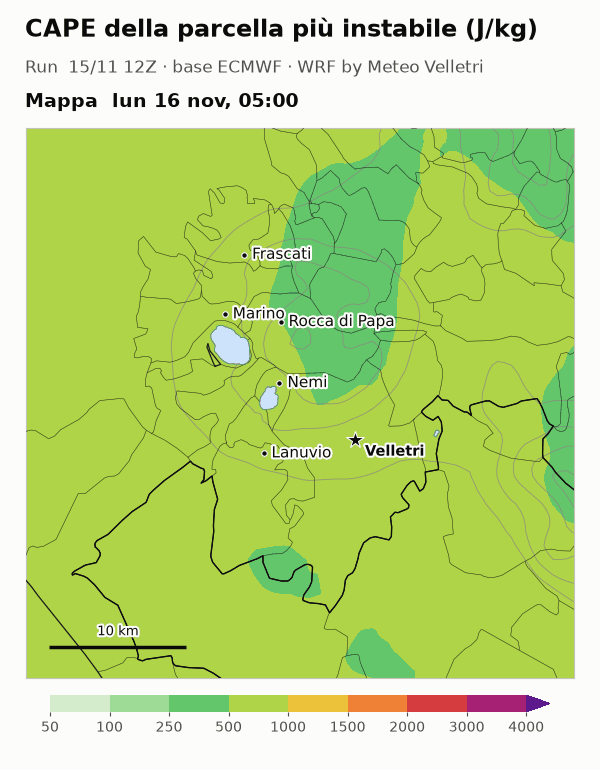 CAPE della parcella più instabile (J/kg)
Run  15/11 12Z · base ECMWF · WRF by Meteo Velletri
Mappa  lun 16 nov, 05:00
Frascati
Marino
Rocca di Papa
Nemi
Velletri
Lanuvio
10 km
50 100 250 500 1000 1500 2000 3000 4000